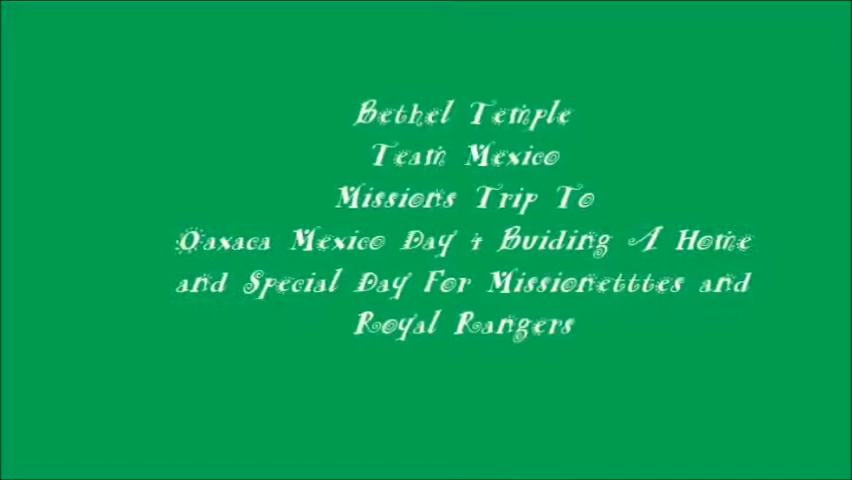 Bethel Temple
Team Mexico
Missions Trip To
Oaxaca Mexico Day 4 Buiding A Home
and Special Day For Missionetttes and
Royal Rangers